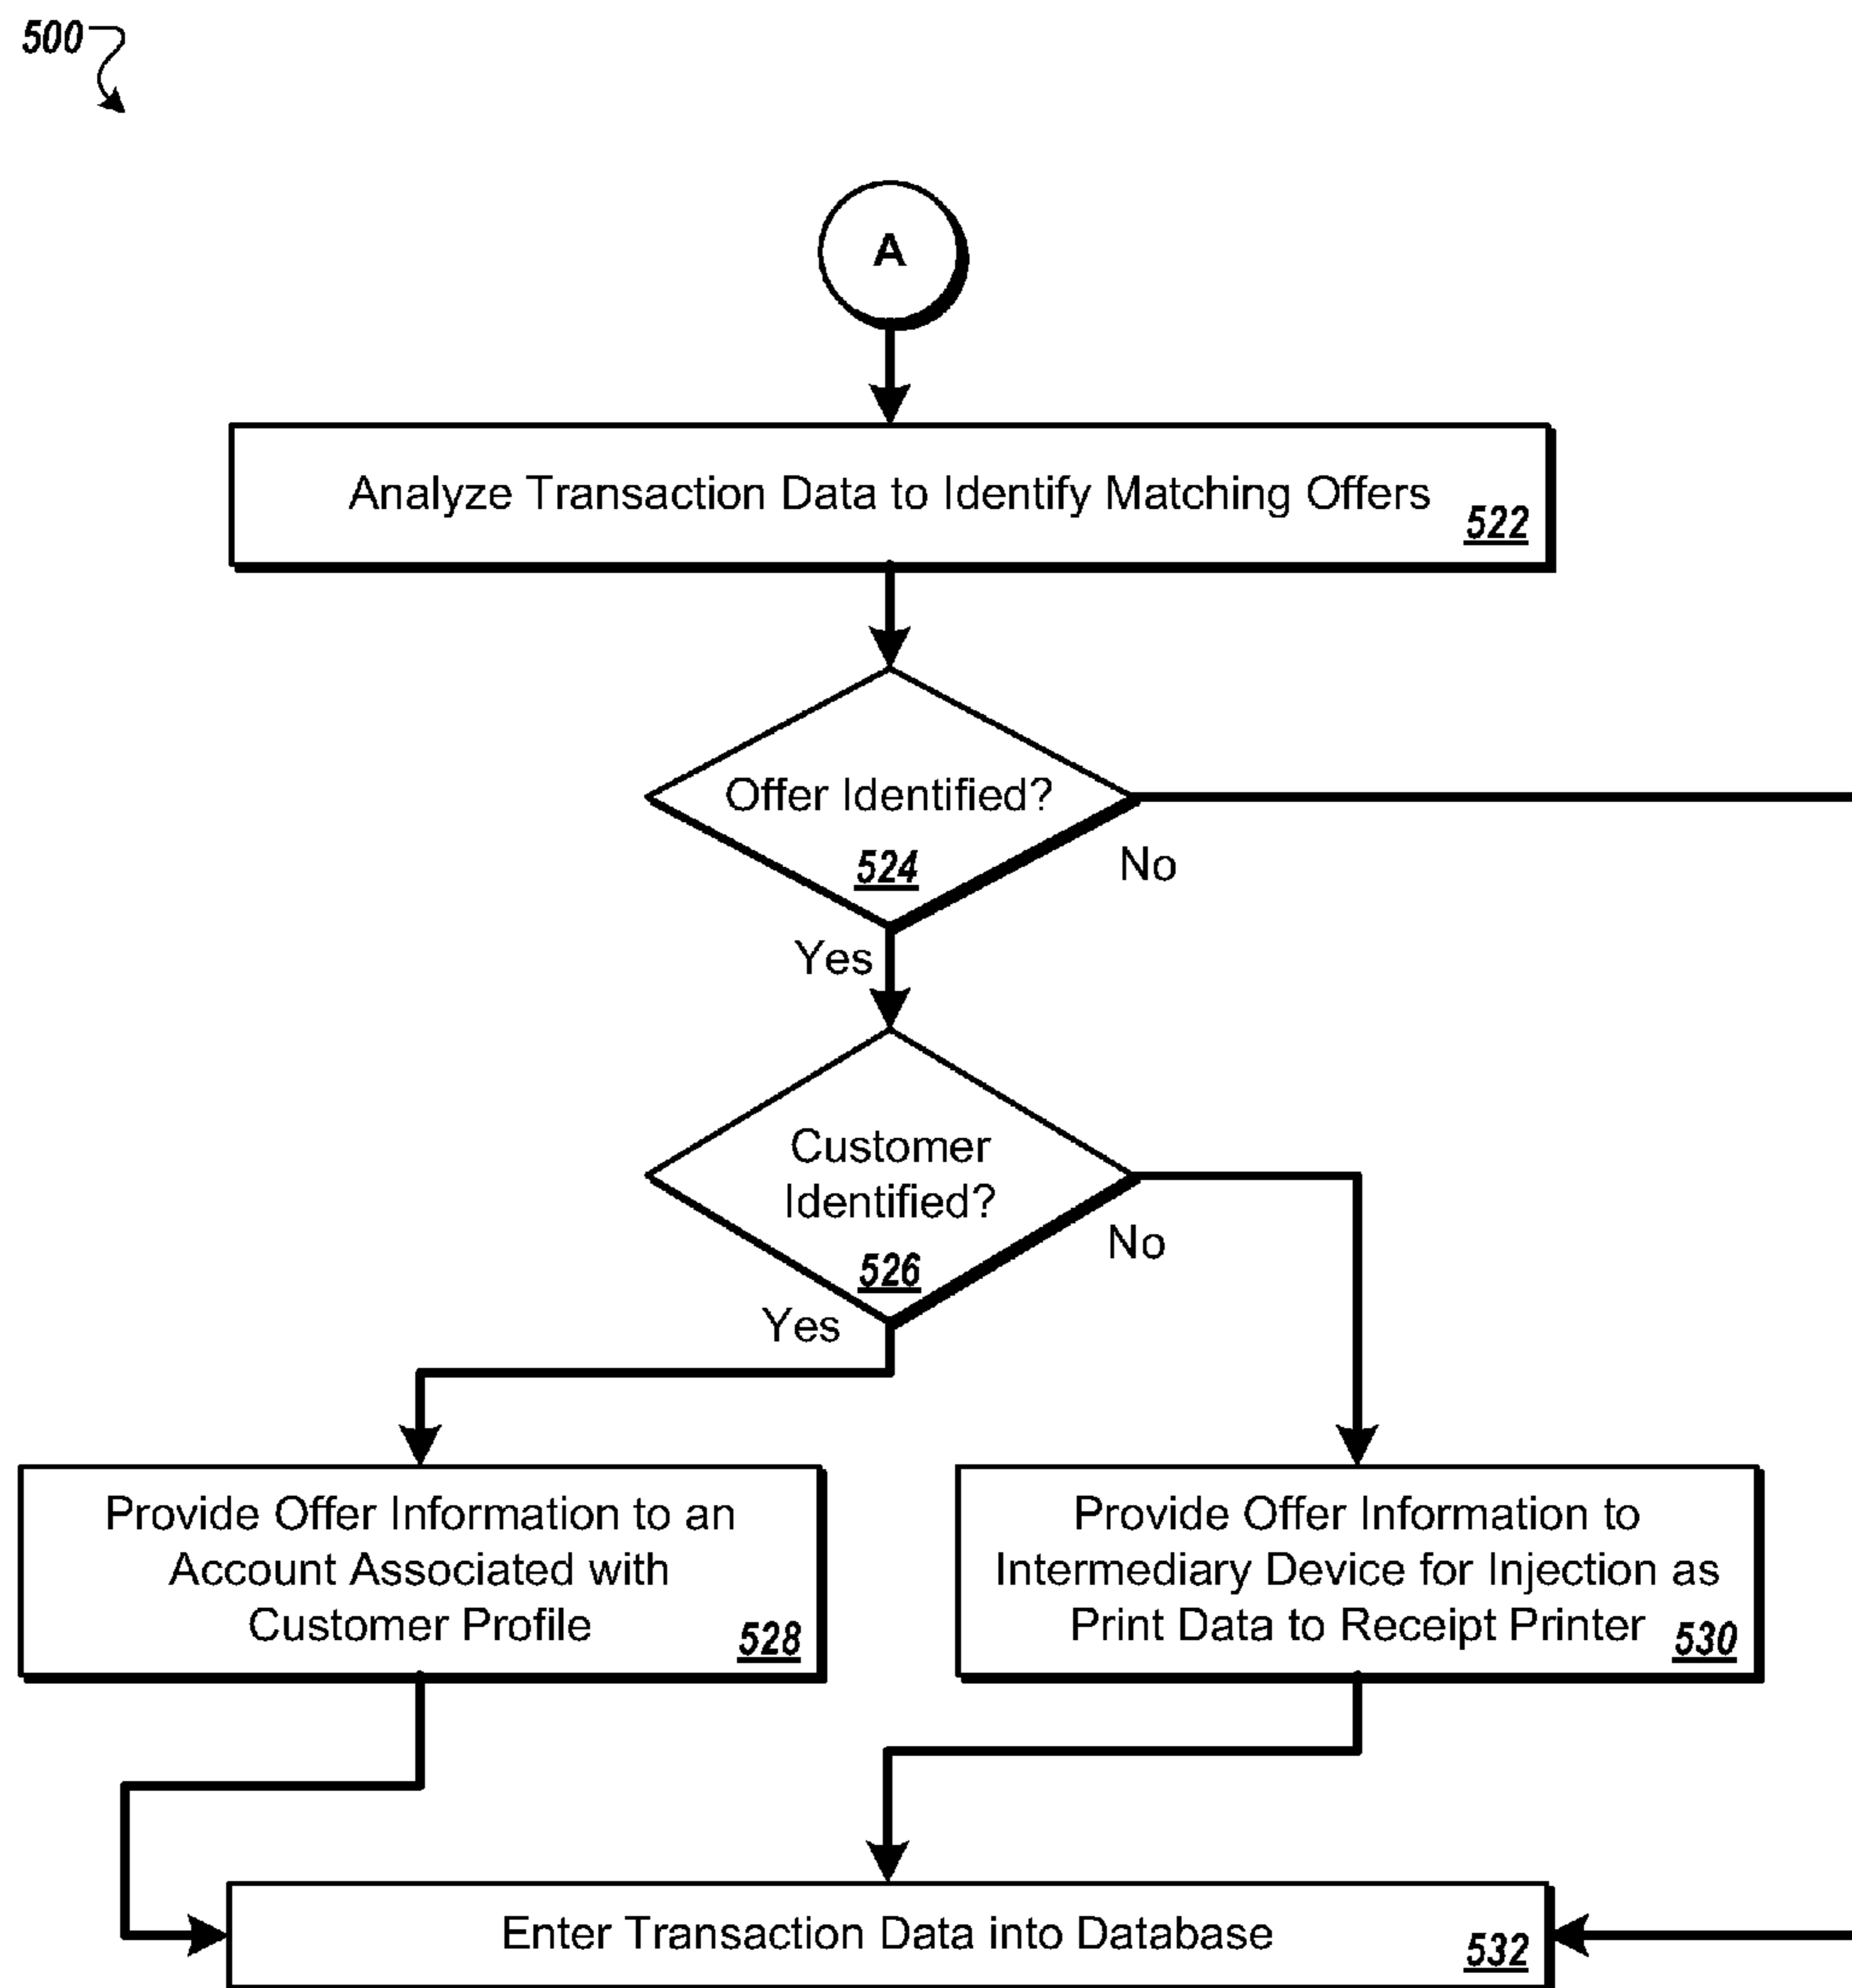 500
A
Analyze Transaction Data to Identify Matching Offers
522
Offer Identified?
524
No
Yes
Customer
Identified?
526
No
Yes
Provide Offer Information to an
Account Associated with
Customer Profile
528
Provide Offer Information to
Intermediary Device for Injection as
Print Data to Receipt Printer
530
Enter Transaction Data into Database
532